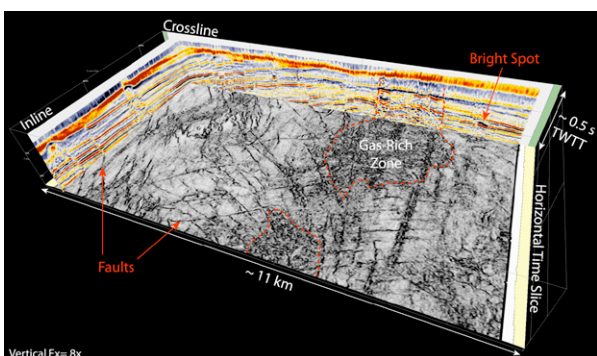 Crossline
Inline
Bright Spot
~ 0.5 s
TWTT
Gas-Rich
Zone
Horizontal Time Slice
Faults
~ 11 km
Vertical Ex= 8x